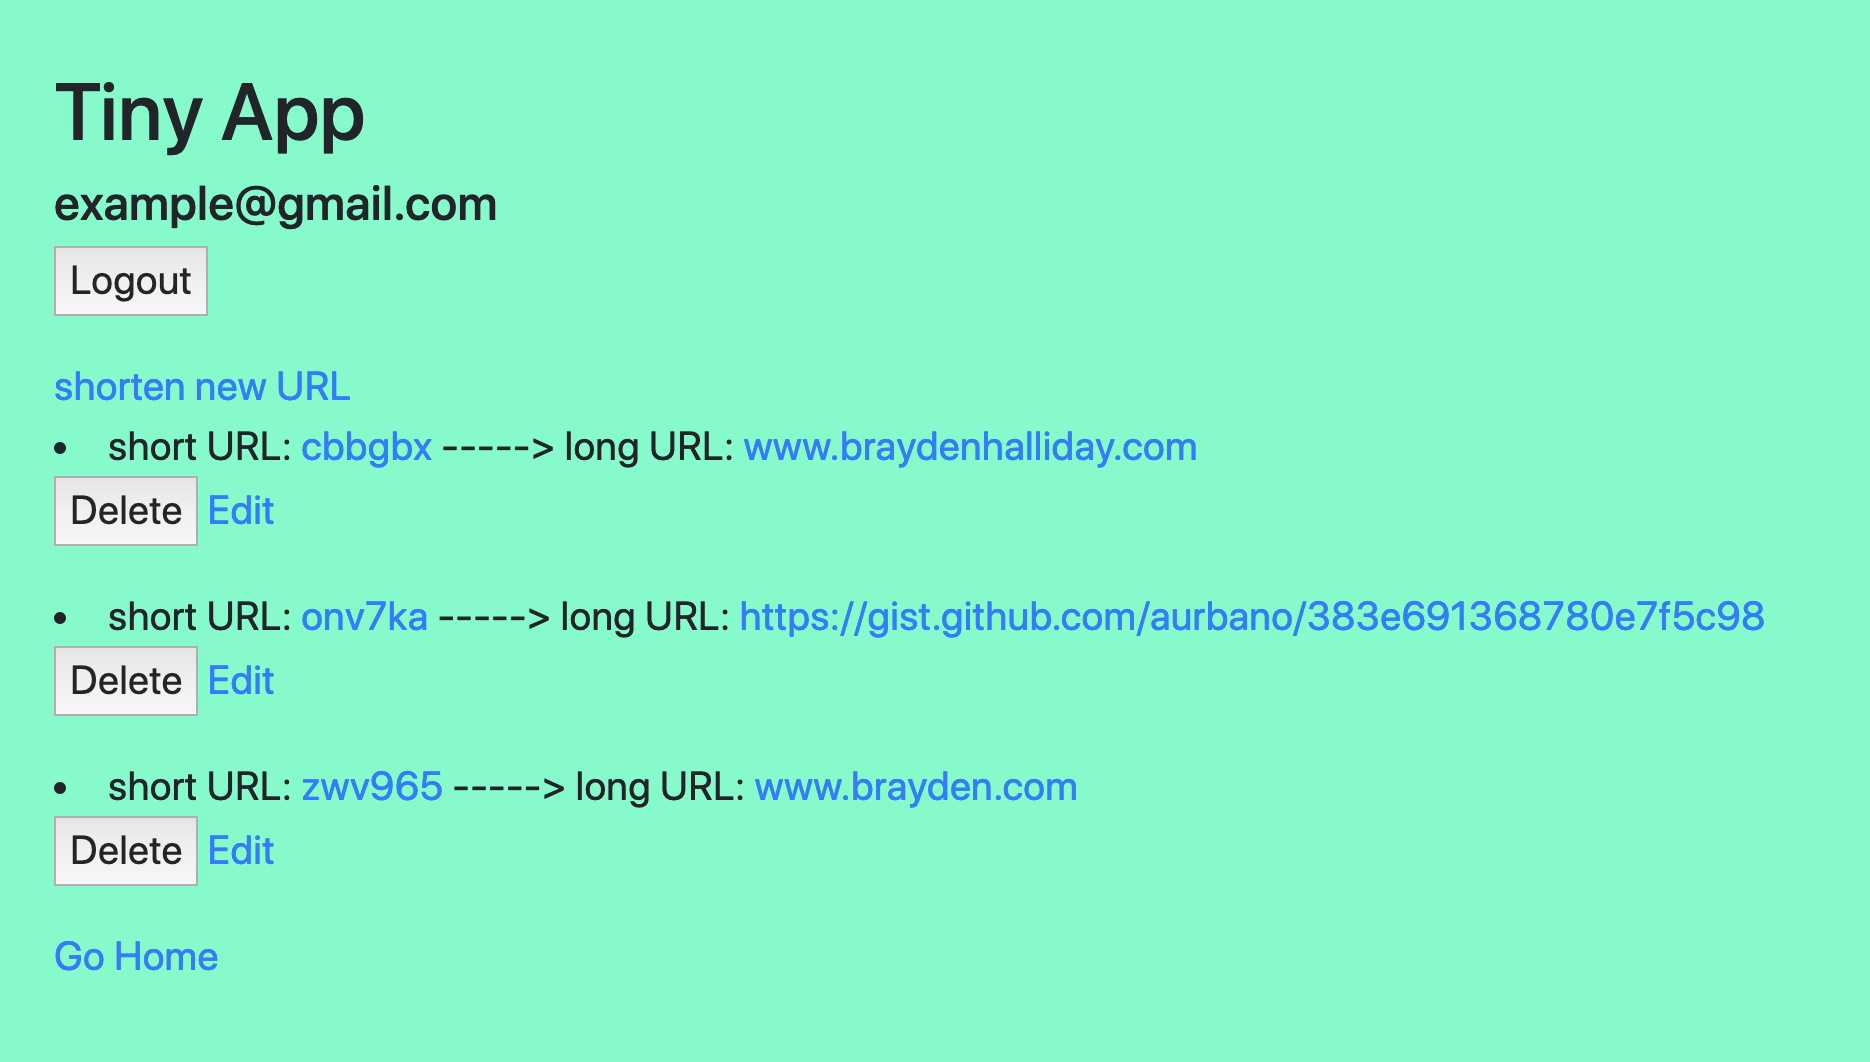 Tiny App
example@gmail.com
Logout
shorten new URL
• short URL: cbbgbx -----> long URL: www.braydenhalliday.com
Delete Edit
• short URL: onv7ka -----> long URL: https://gist.github.com/aurbano/383e691368780e7f5c98
Delete Edit
• short URL: zwv965 -----> long URL: www.brayden.com
Delete Edit
Go Home